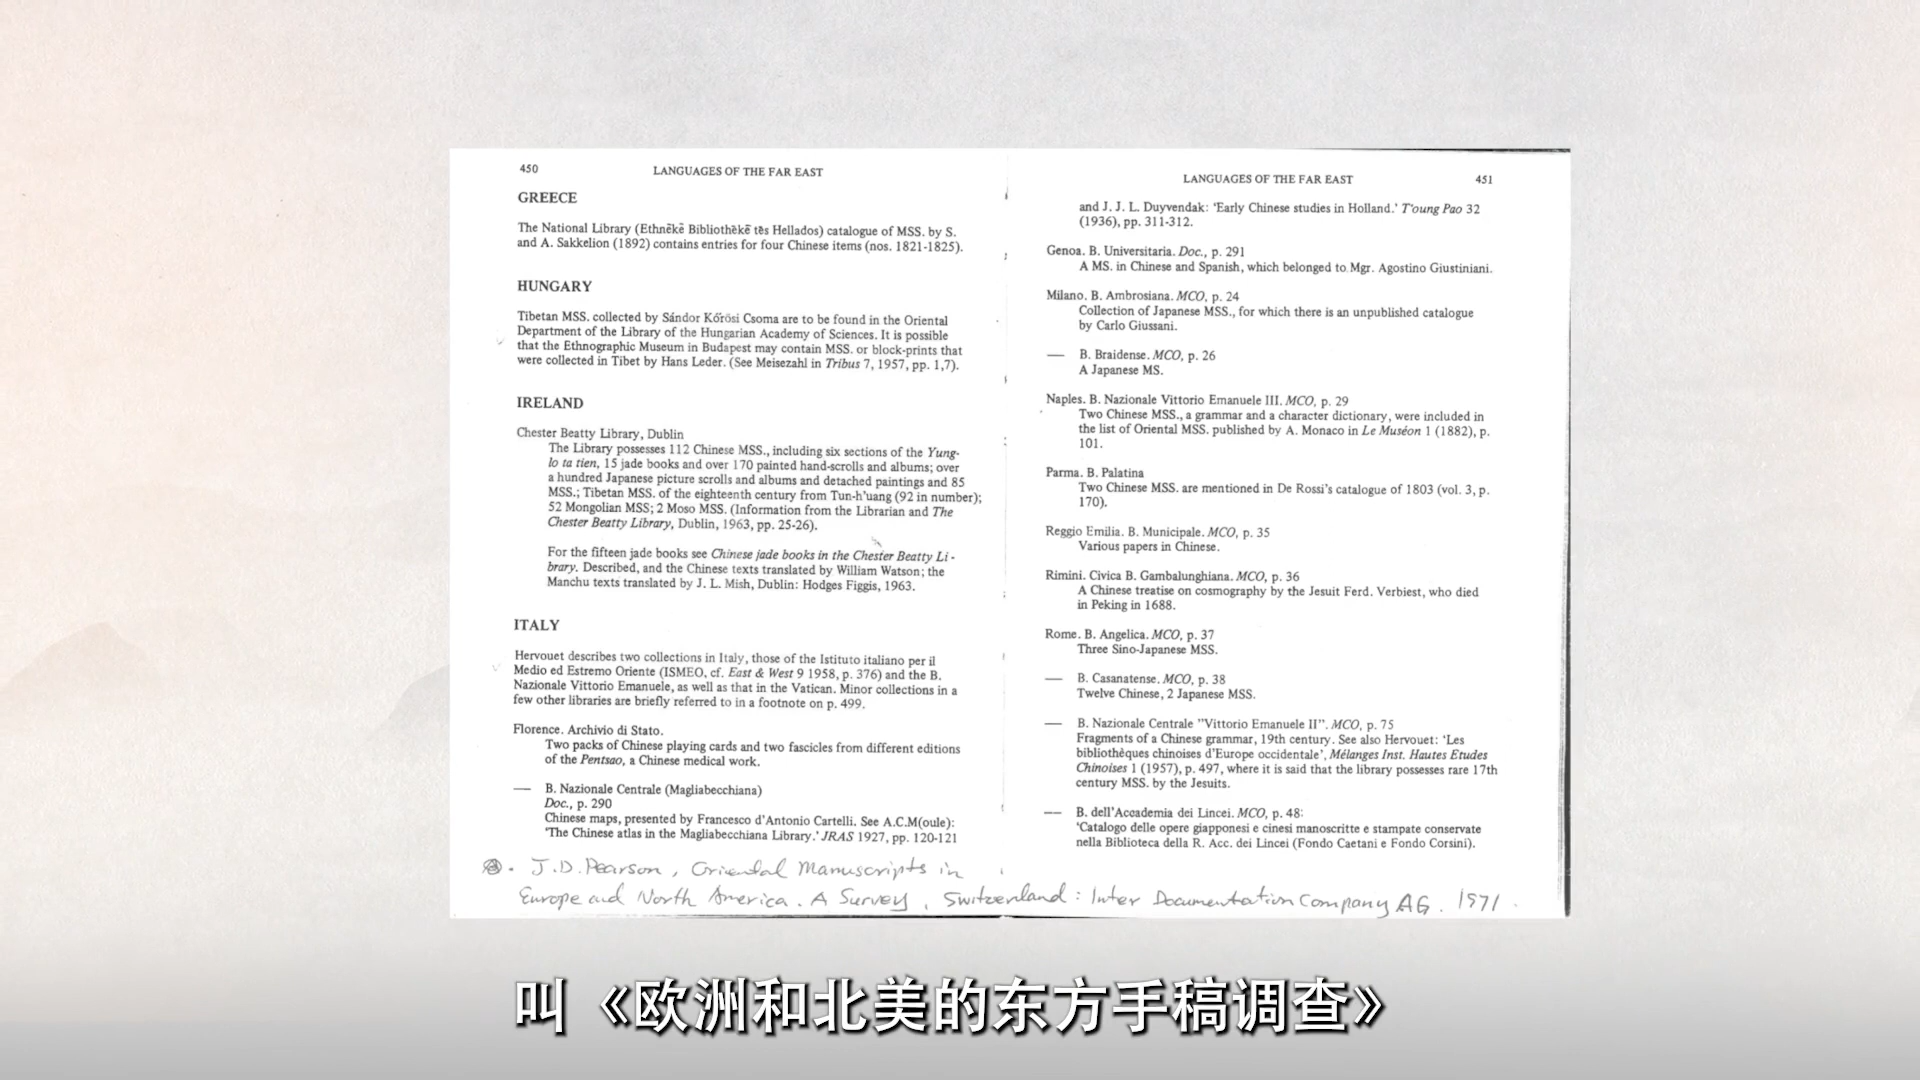 450
LANGUAGES OF THE FAR EAST
GREECE
The National Library (Ethnēkē Bibliothēkē tēs Hellados) catalogue of MSS. by S.
and A. Sakkelion (1892) contains entries for four Chinese items (nos. 1821-1825).
HUNGARY
Tibetan MSS. collected by Sándor Kőrösi Csoma are to be found in the Oriental
Department of the Library of the Hungarian Academy of Sciences. It is possible
that the Ethnographic Museum in Budapest may contain MSS. or block-prints that
were collected in Tibet by Hans Leder. (See Meisezahl in Tribus 7, 1957, pp. 1,7).
IRELAND
Chester Beatty Library, Dublin
The Library possesses 112 Chinese MSS., including six sections of the Yung-
lo ta tien, 15 jade books and over 170 painted hand-scrolls and albums; over
a hundred Japanese picture scrolls and albums and detached paintings and 85
MSS.; Tibetan MSS. of the eighteenth century from Tun-h'uang (92 in number);
52 Mongolian MSS; 2 Moso MSS. (Information from the Librarian and The
Chester Beatty Library, Dublin, 1963, pp. 25-26).
For the fifteen jade books see Chinese jade books in the Chester Beatty Li -
brary. Described, and the Chinese texts translated by William Watson; the
Manchu texts translated by J. L. Mish, Dublin: Hodges Figgis, 1963.
ITALY
Hervouet describes two collections in Italy, those of the Istituto italiano per il
Medio ed Estremo Oriente (ISMEO, cf. East & West 9 1958, p. 376) and the B.
Nazionale Vittorio Emanuele, as well as that in the Vatican. Minor collections in a
few other libraries are briefly referred to in a footnote on p. 499.
Florence. Archivio di Stato.
Two packs of Chinese playing cards and two fascicles from different editions
of the Pentsao, a Chinese medical work.
— B. Nazionale Centrale (Magliabecchiana)
Doc., p. 290
Chinese maps, presented by Francesco d'Antonio Cartelli. See A.C.M(oule):
'The Chinese atlas in the Magliabecchiana Library.' JRAS 1927, pp. 120-121
LANGUAGES OF THE FAR EAST
451
and J. J. L. Duyvendak: 'Early Chinese studies in Holland.' T'oung Pao 32
(1936), pp. 311-312.
Genoa. B. Universitaria. Doc., p. 291
A MS. in Chinese and Spanish, which belonged to Mgr. Agostino Giustiniani.
Milano. B. Ambrosiana. MCO, p. 24
Collection of Japanese MSS., for which there is an unpublished catalogue
by Carlo Giussani.
— B. Braidense. MCO, p. 26
A Japanese MS.
Naples. B. Nazionale Vittorio Emanuele III. MCO, p. 29
Two Chinese MSS., a grammar and a character dictionary, were included in
the list of Oriental MSS. published by A. Monaco in Le Muséon 1 (1882), p.
101.
Parma. B. Palatina
Two Chinese MSS. are mentioned in De Rossi's catalogue of 1803 (vol. 3, p.
170).
Reggio Emilia. B. Municipale. MCO, p. 35
Various papers in Chinese.
Rimini. Civica B. Gambalunghiana. MCO, p. 36
A Chinese treatise on cosmography by the Jesuit Ferd. Verbiest, who died
in Peking in 1688.
Rome. B. Angelica. MCO, p. 37
Three Sino-Japanese MSS.
— B. Casanatense. MCO, p. 38
Twelve Chinese, 2 Japanese MSS.
— B. Nazionale Centrale "Vittorio Emanuele II". MCO, p. 75
Fragments of a Chinese grammar, 19th century. See also Hervouet: 'Les
bibliothèques chinoises d'Europe occidentale', Mélanges Inst. Hautes Etudes
Chinoises 1 (1957), p. 497, where it is said that the library possesses rare 17th
century MSS. by the Jesuits.
— B. dell'Accademia dei Lincei. MCO, p. 48:
'Catalogo delle opere giapponesi e cinesi manoscritte e stampate conservate
nella Biblioteca della R. Acc. dei Lincei (Fondo Caetani e Fondo Corsini).
J.D. Pearson, Oriental Manuscripts in
Europe and North America. A Survey, Switzerland: Inter Documentation Company AG. 1971.
叫《欧洲和北美的东方手稿调查》